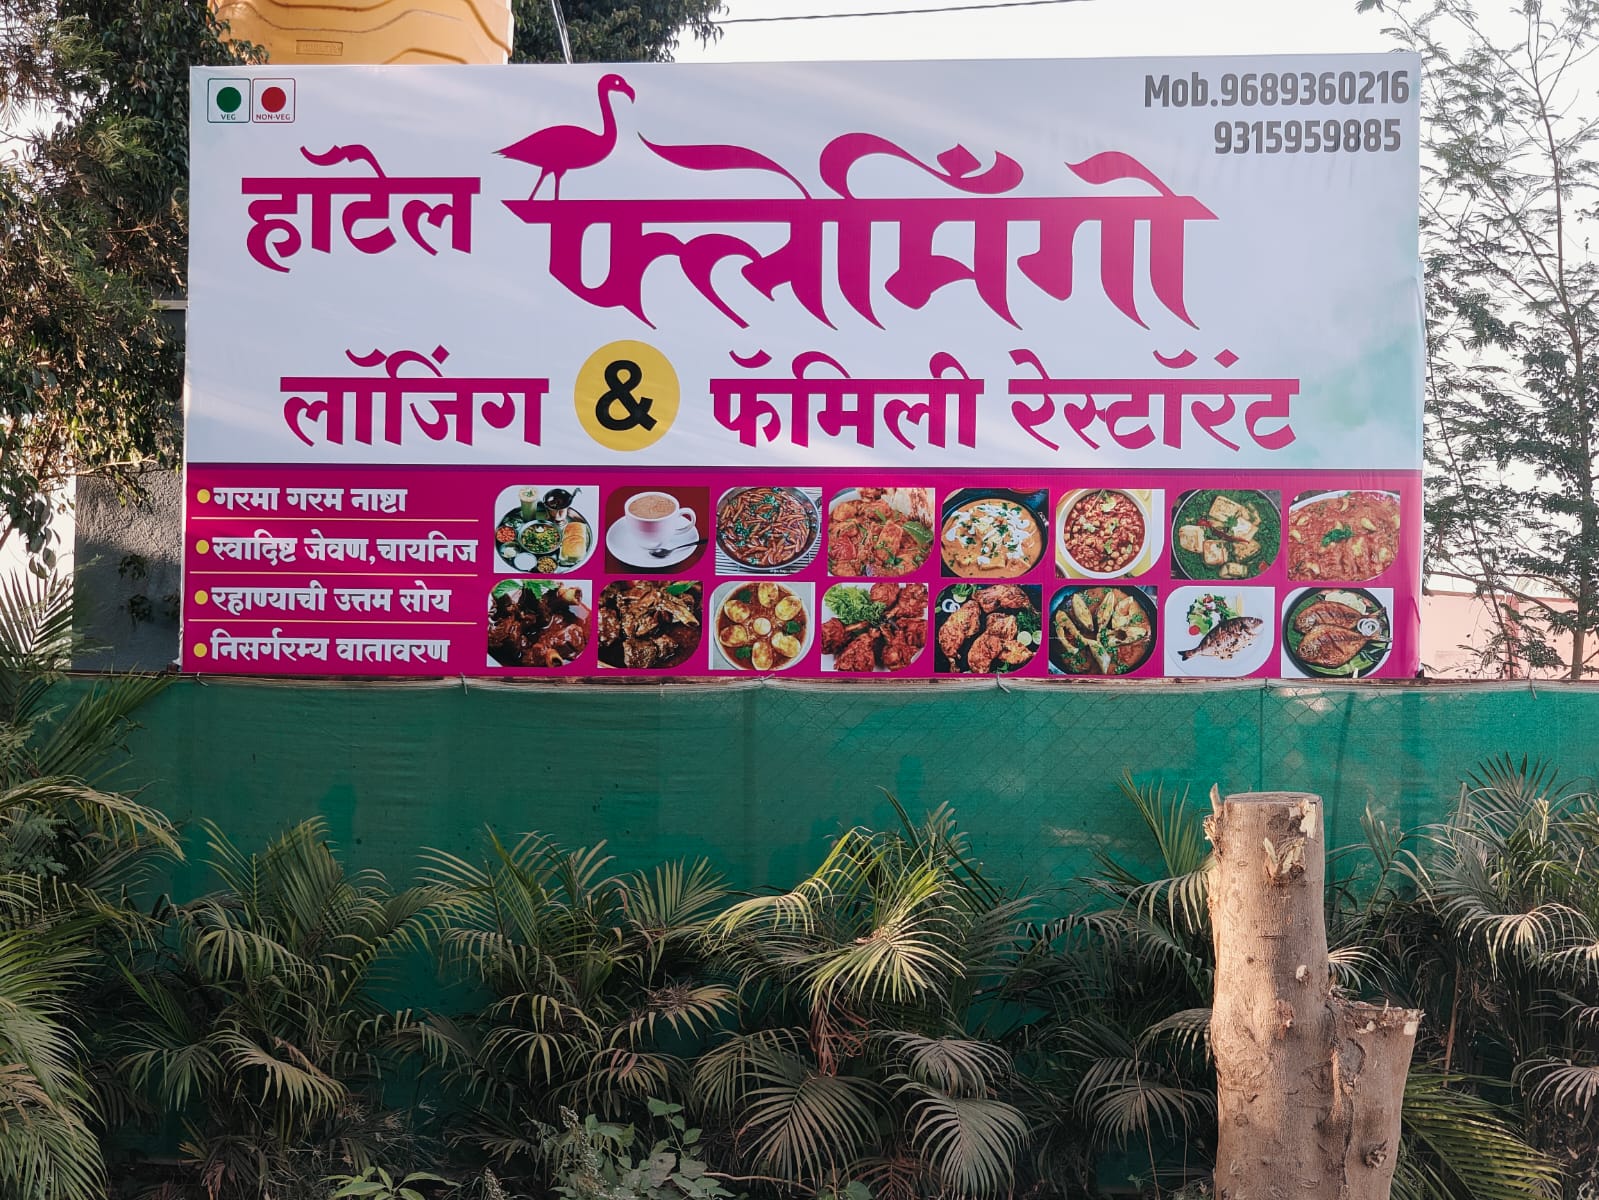 VEG NON-VEG
Mob.9689360216
9315959885
हॉटेल फ्लेमिँगो
लॉजिंग & फॅमिली रेस्टॉरंट
• गरमा गरम नाष्टा
• स्वादिष्ट जेवण,चायनिज
• रहाण्याची उत्तम सोय
• निसर्गरम्य वातावरण